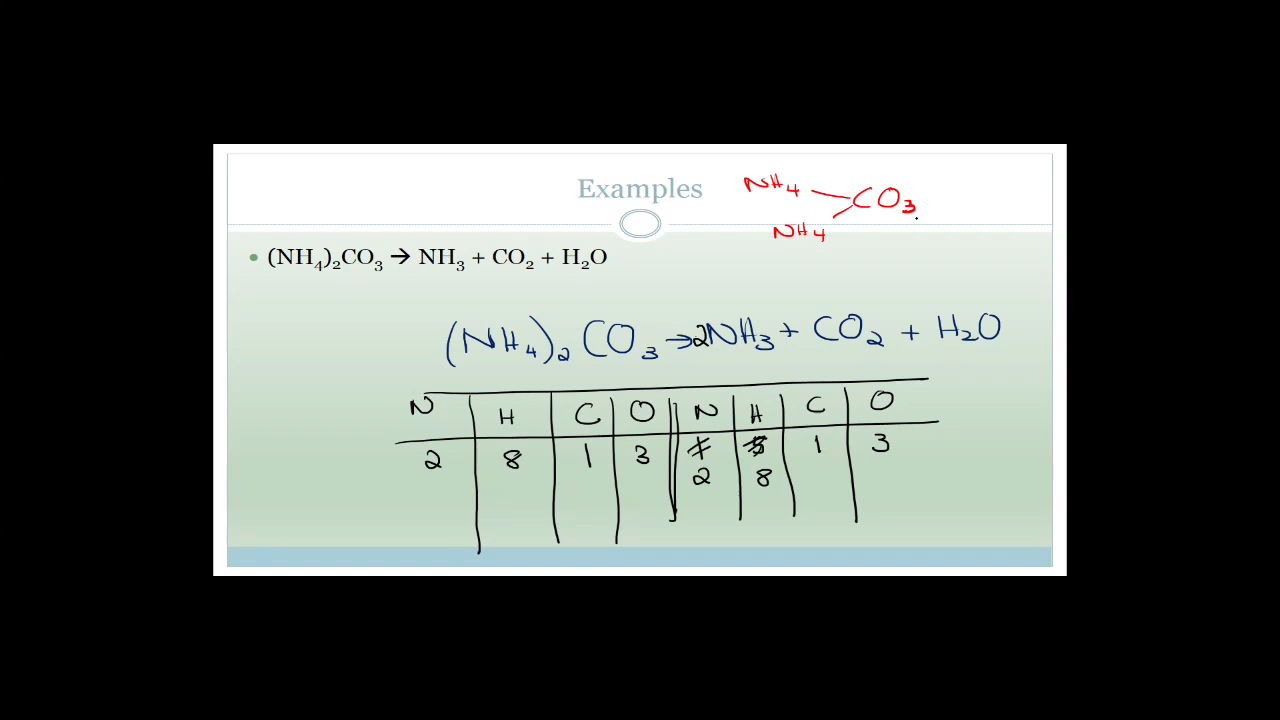 Examples
NH4
CO3
NH4
• (NH₄)₂CO₃ → NH₃ + CO₂ + H₂O
(NH₄)₂ CO₃ → 2NH₃ + CO₂ + H₂O
N H C O N H C O
2 8 1 3 1 5 1 3
2 8